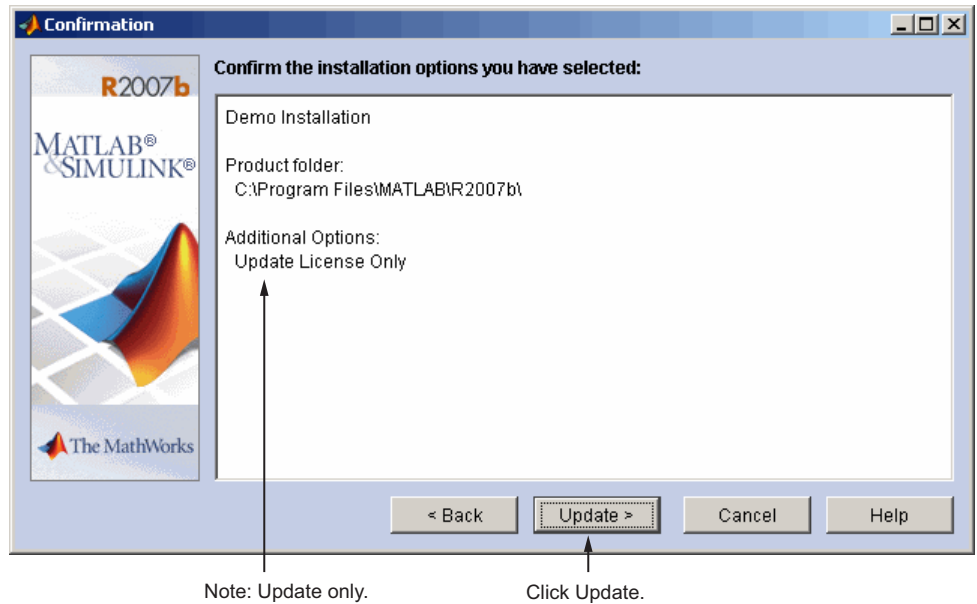 Confirmation
R2007b
MATLAB®
&SIMULINK®
The MathWorks
Confirm the installation options you have selected:
Demo Installation
Product folder:
C:\Program Files\MATLAB\R2007b\
Additional Options:
Update License Only
< Back
Update >
Cancel
Help
Note: Update only.
Click Update.